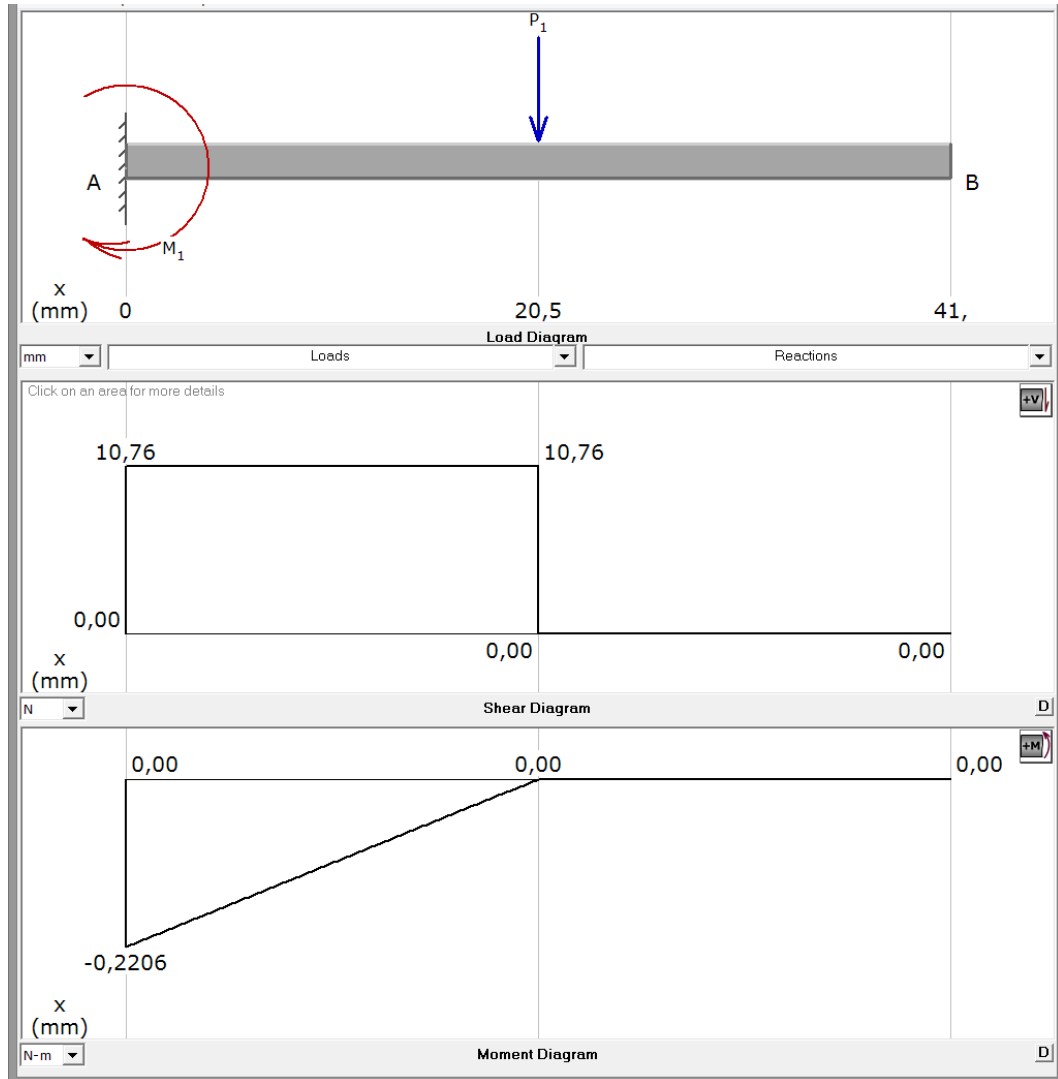 P1
A
B
M1
x
(mm) 0 20,5 41,
Load Diagram
mm Loads Reactions
Click on an area for more details
+V
10,76 10,76
0,00
0,00 0,00
x
(mm)
N Shear Diagram D
+M
0,00 0,00 0,00
-0,2206
x
(mm)
N-m Moment Diagram D